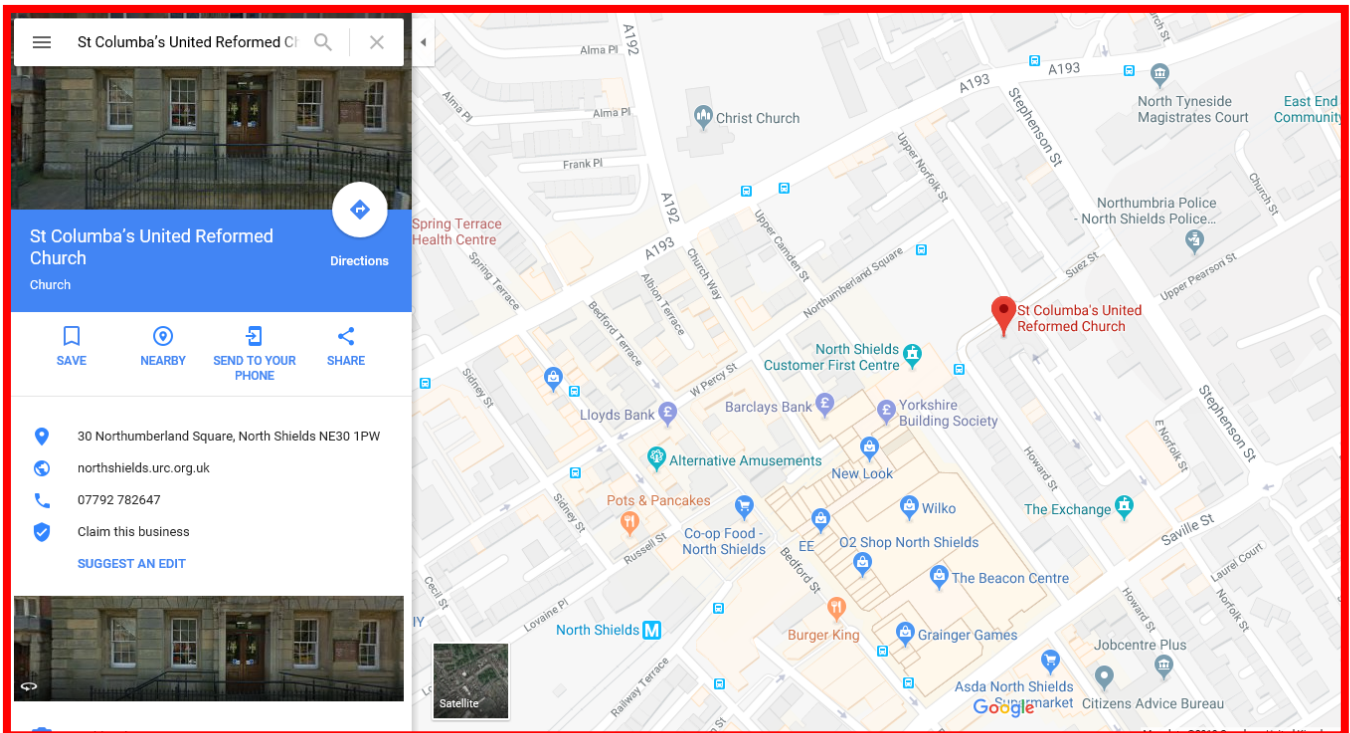 St Columba's United Reformed Ch
St Columba's United Reformed
Church
Church
Directions
SAVE
NEARBY
SEND TO YOUR
PHONE
SHARE
30 Northumberland Square, North Shields NE30 1PW
northshields.urc.org.uk
07792 782647
Claim this business
SUGGEST AN EDIT
A192
Alma Pl
A193
A193
Church St
Alma Pl
Alma Pl
Christ Church
Stephenson St
North Tyneside
Magistrates Court
East End
Community
Frank Pl
Upper Norfolk St
A192
Church St
Northumbria Police
- North Shields Police...
Spring Terrace
Health Centre
A193
Upper Camden St
Church Way
Northumberland Square
Suez St
Upper Pearson St
Spring Terrace
Albion Terrace
Bedford Terrace
St Columba's United
Reformed Church
North Shields
Customer First Centre
Sidney St
W Percy St
Lloyds Bank
Barclays Bank
Yorkshire
Building Society
Stephenson St
Alternative Amusements
New Look
Howard St
E Norfolk St
Pots & Pancakes
Wilko
The Exchange
Sidney St
Russell St
Co-op Food -
North Shields
EE
O2 Shop North Shields
Saville St
Bedford St
The Beacon Centre
Laurel Court
Cecil St
Lovaine Pl
Howard St
Norfolk St
North Shields M
Burger King
Grainger Games
Jobcentre Plus
Railway Terrace
Asda North Shields
Supermarket
Citizens Advice Bureau
Satellite
Google